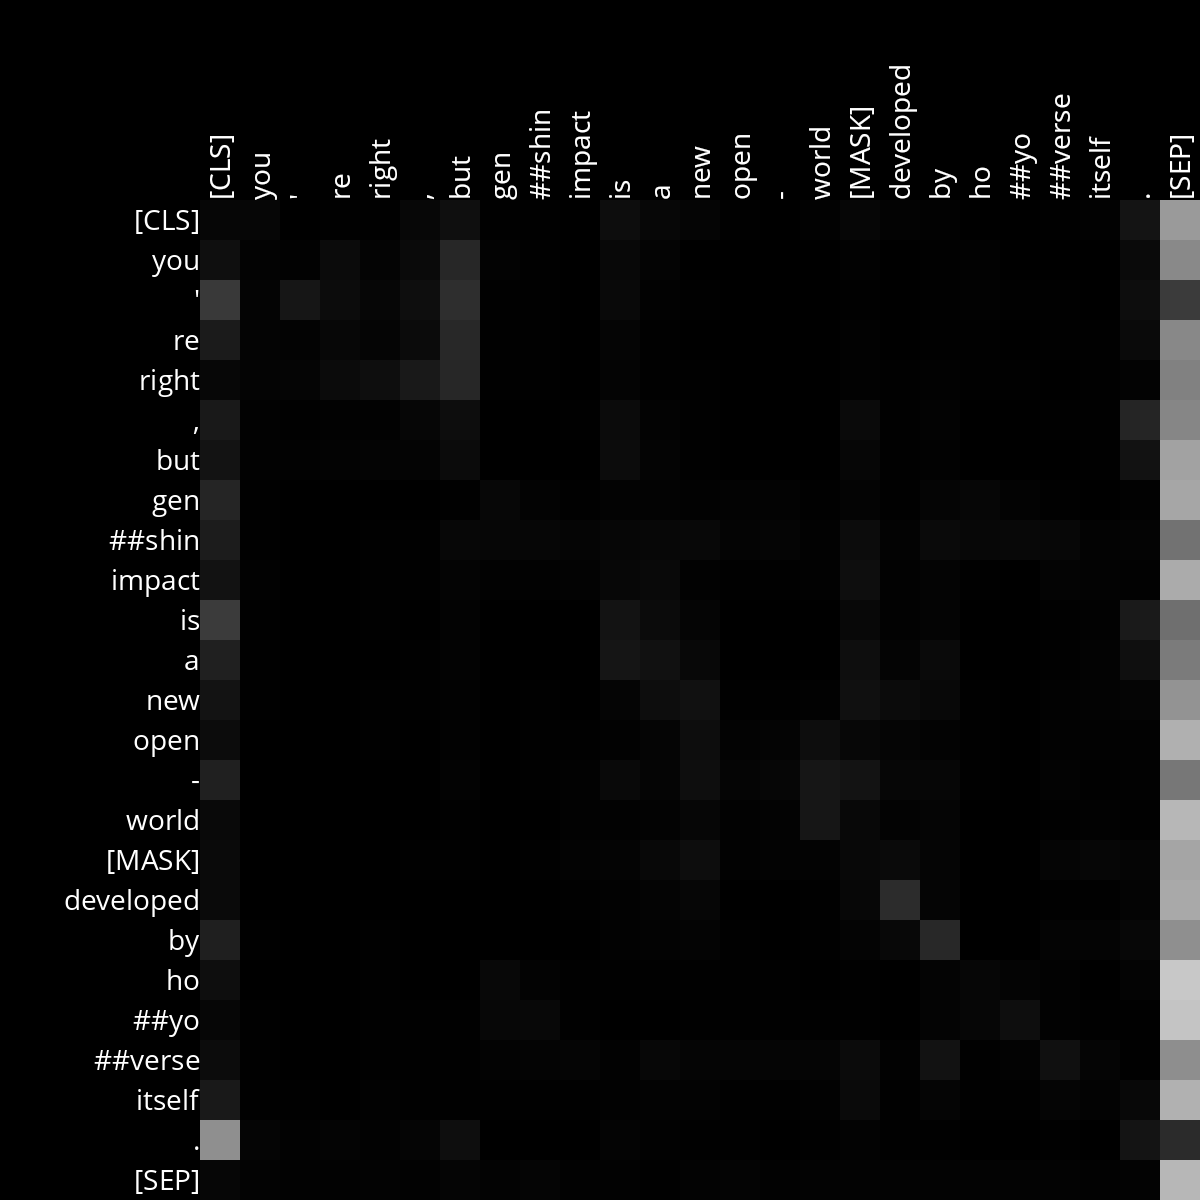 [CLS] you ' re right , but gen ##shin impact is a new open - world [MASK] developed by ho ##yo ##verse itself . [SEP]
[CLS]
you
'
re
right
,
but
gen
##shin
impact
is
a
new
open
-
world
[MASK]
developed
by
ho
##yo
##verse
itself
.
[SEP]